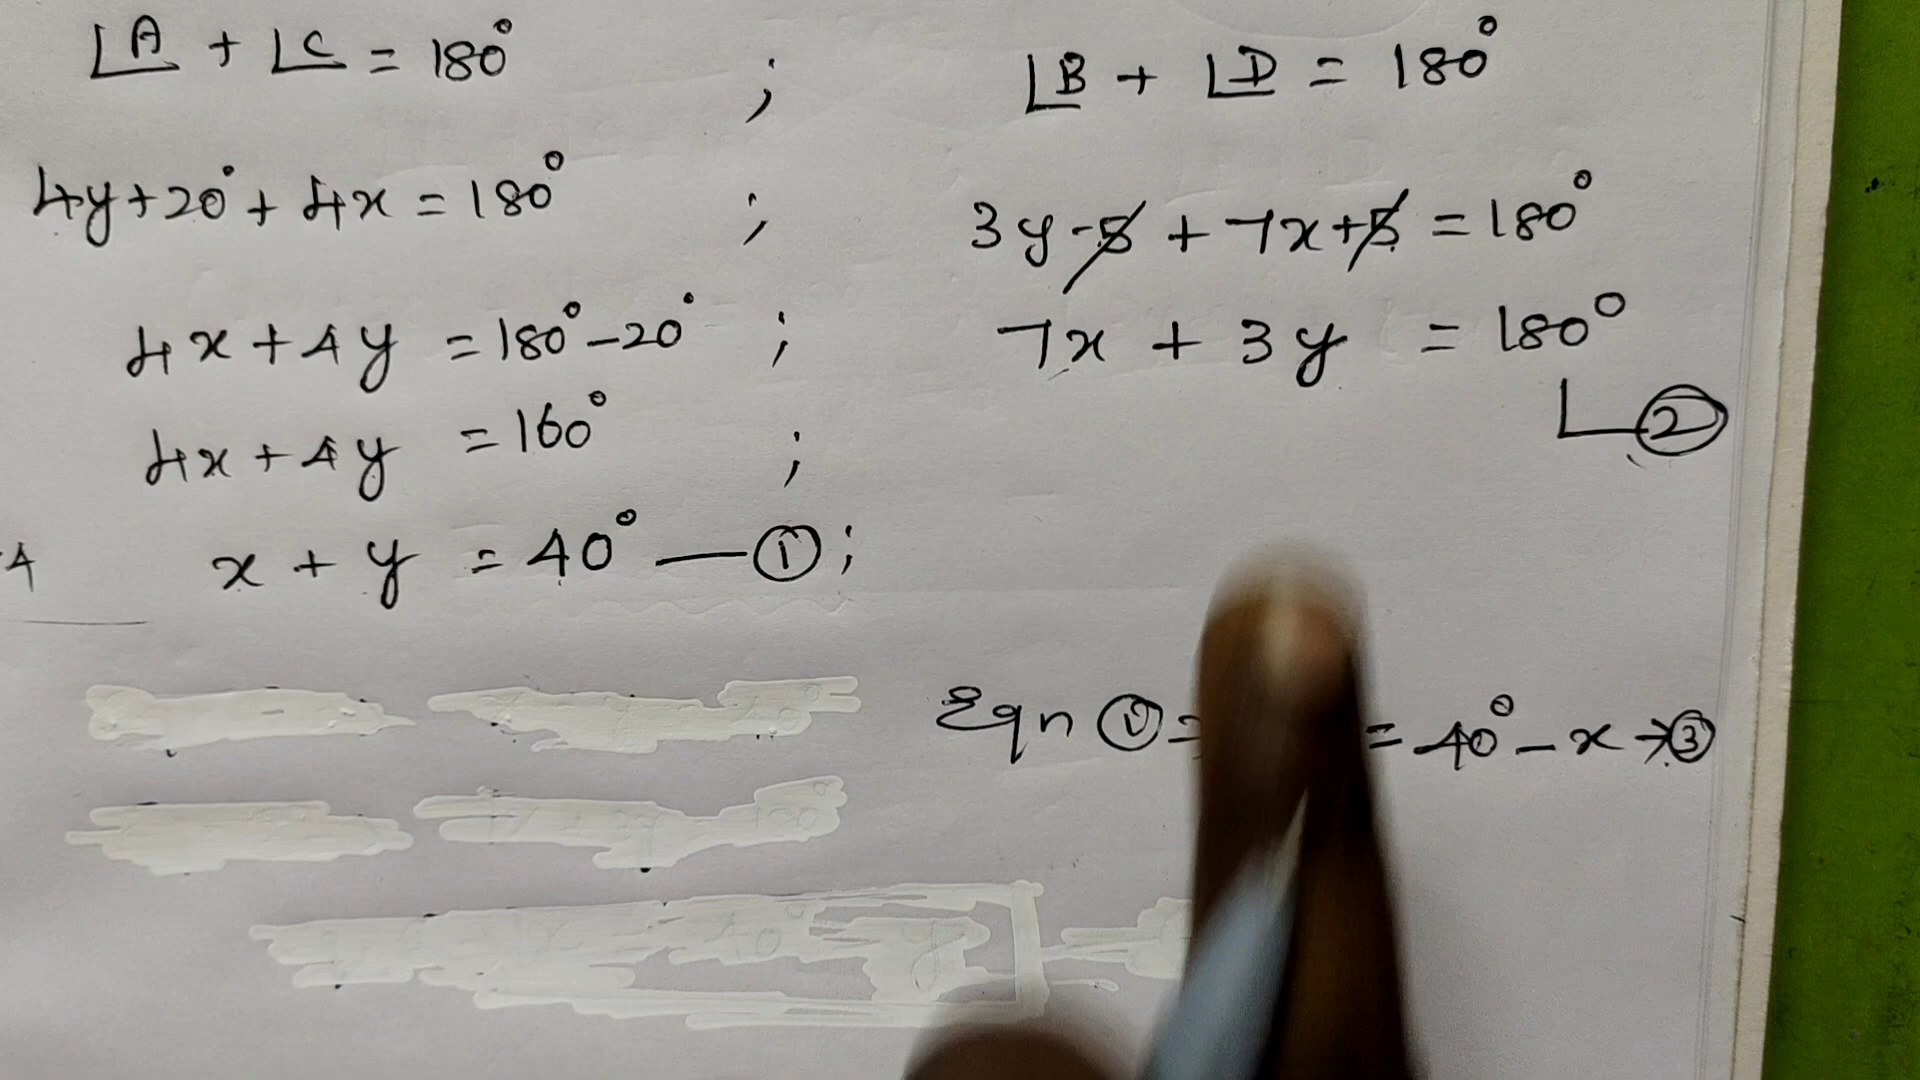 ∠A + ∠C = 180° ; ∠B + ∠D = 180°
4y+20°+4x = 180° ; 3y-5 + 7x+5 = 180°
4x+4y = 180°-20° ; 7x + 3y = 180°
②
4x+4y = 160° ;
4 x + y = 40° — ① ;
Eqn ① = = 40° - x → ③